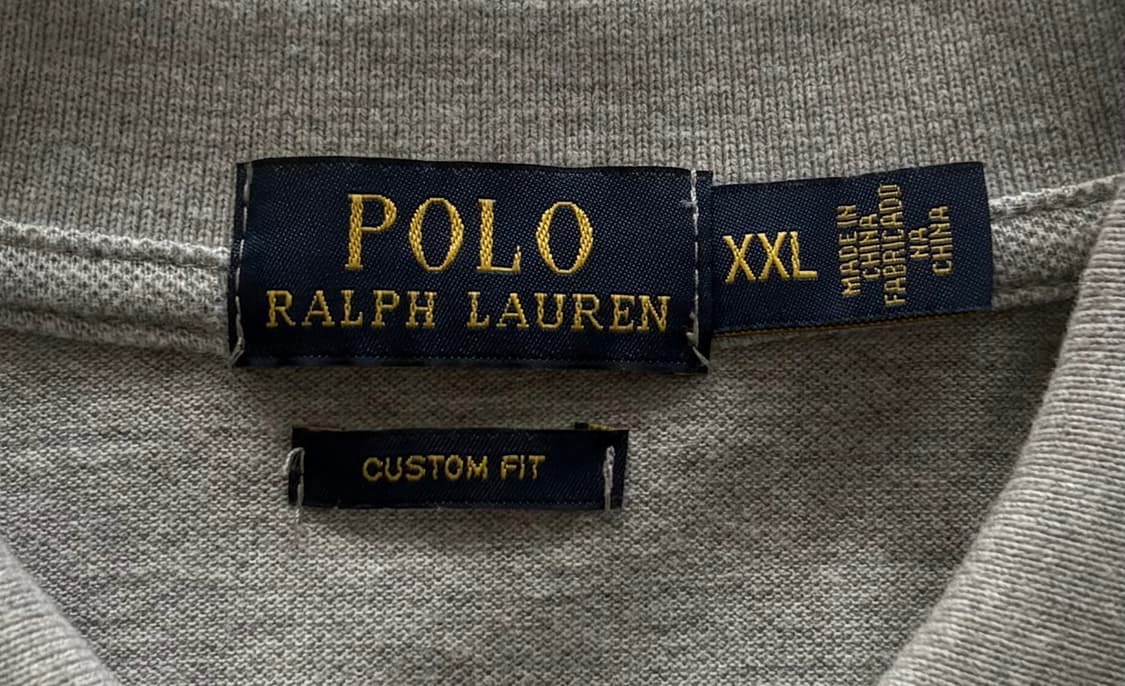 POLO
RALPH LAUREN
XXL
MADE IN
CHINA
FABRICADO
NA
CHINA
CUSTOM FIT